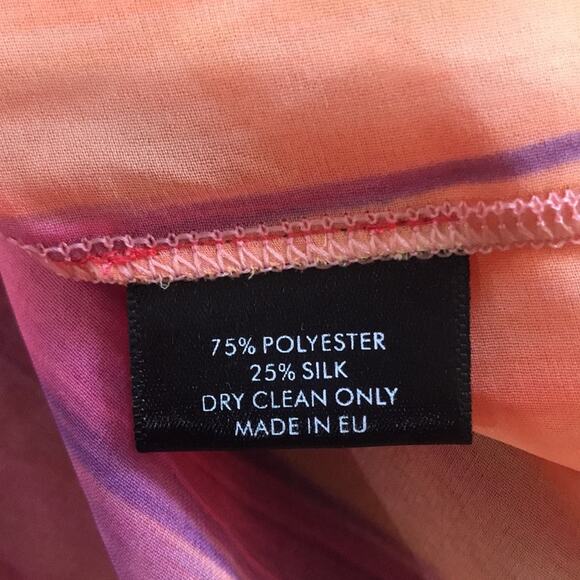 75% POLYESTER
25% SILK
DRY CLEAN ONLY
MADE IN EU